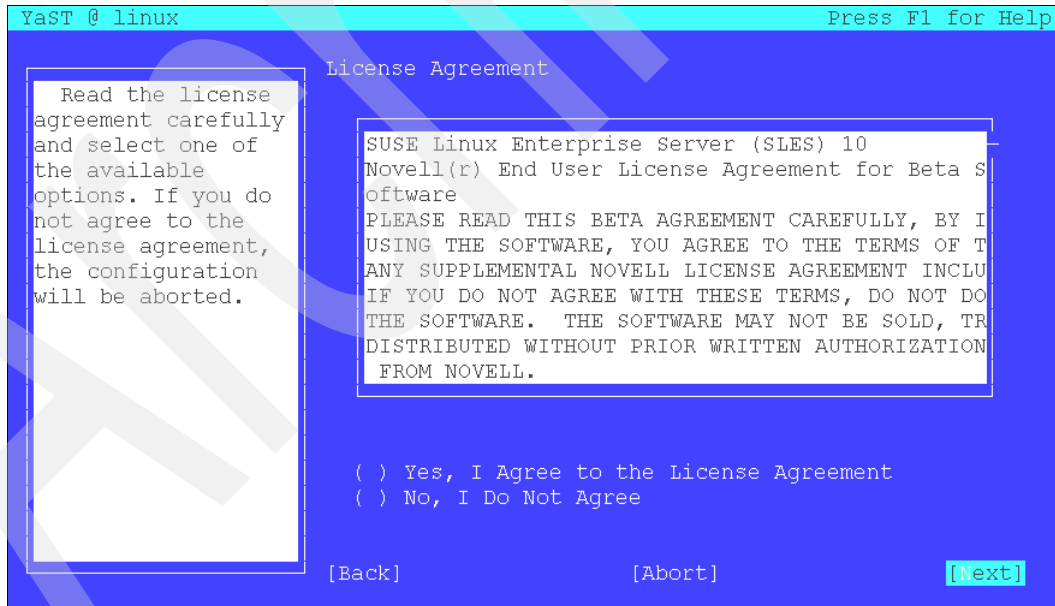 YaST @ linux Press F1 for Help
License Agreement
Read the license
agreement carefully
and select one of
the available
options. If you do
not agree to the
license agreement,
the configuration
will be aborted.
SUSE Linux Enterprise Server (SLES) 10
Novell(r) End User License Agreement for Beta S
oftware
PLEASE READ THIS BETA AGREEMENT CAREFULLY, BY I
USING THE SOFTWARE, YOU AGREE TO THE TERMS OF T
ANY SUPPLEMENTAL NOVELL LICENSE AGREEMENT INCLU
IF YOU DO NOT AGREE WITH THESE TERMS, DO NOT DO
THE SOFTWARE. THE SOFTWARE MAY NOT BE SOLD, TR
DISTRIBUTED WITHOUT PRIOR WRITTEN AUTHORIZATION
FROM NOVELL.
( ) Yes, I Agree to the License Agreement
( ) No, I Do Not Agree
[Back] [Abort] [Next]